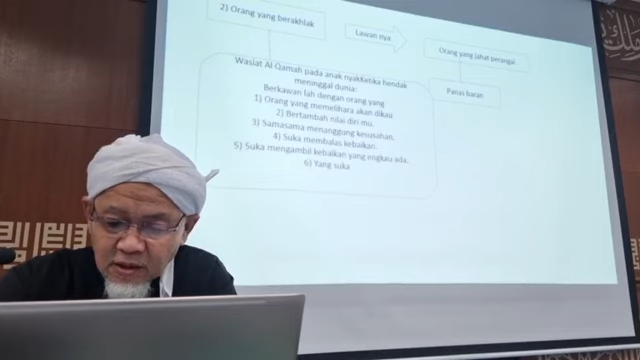 2) Orang yang berakhlak
Lawan nya
Orang yang jahat perangai
Panas baran
Wasiat Al Qamah pada anak nyakKetika hendak
meninggal dunia:
Berkawan lah dengan orang yang
1) Orang yang memelihara akan dikau
2) Bertambah nilai diri mu.
3) Samasama menanggung kesusahan.
4) Suka membalas kebaikan.
5) Suka mengambil kebaikan yang engkau ada.
6) Yang suka